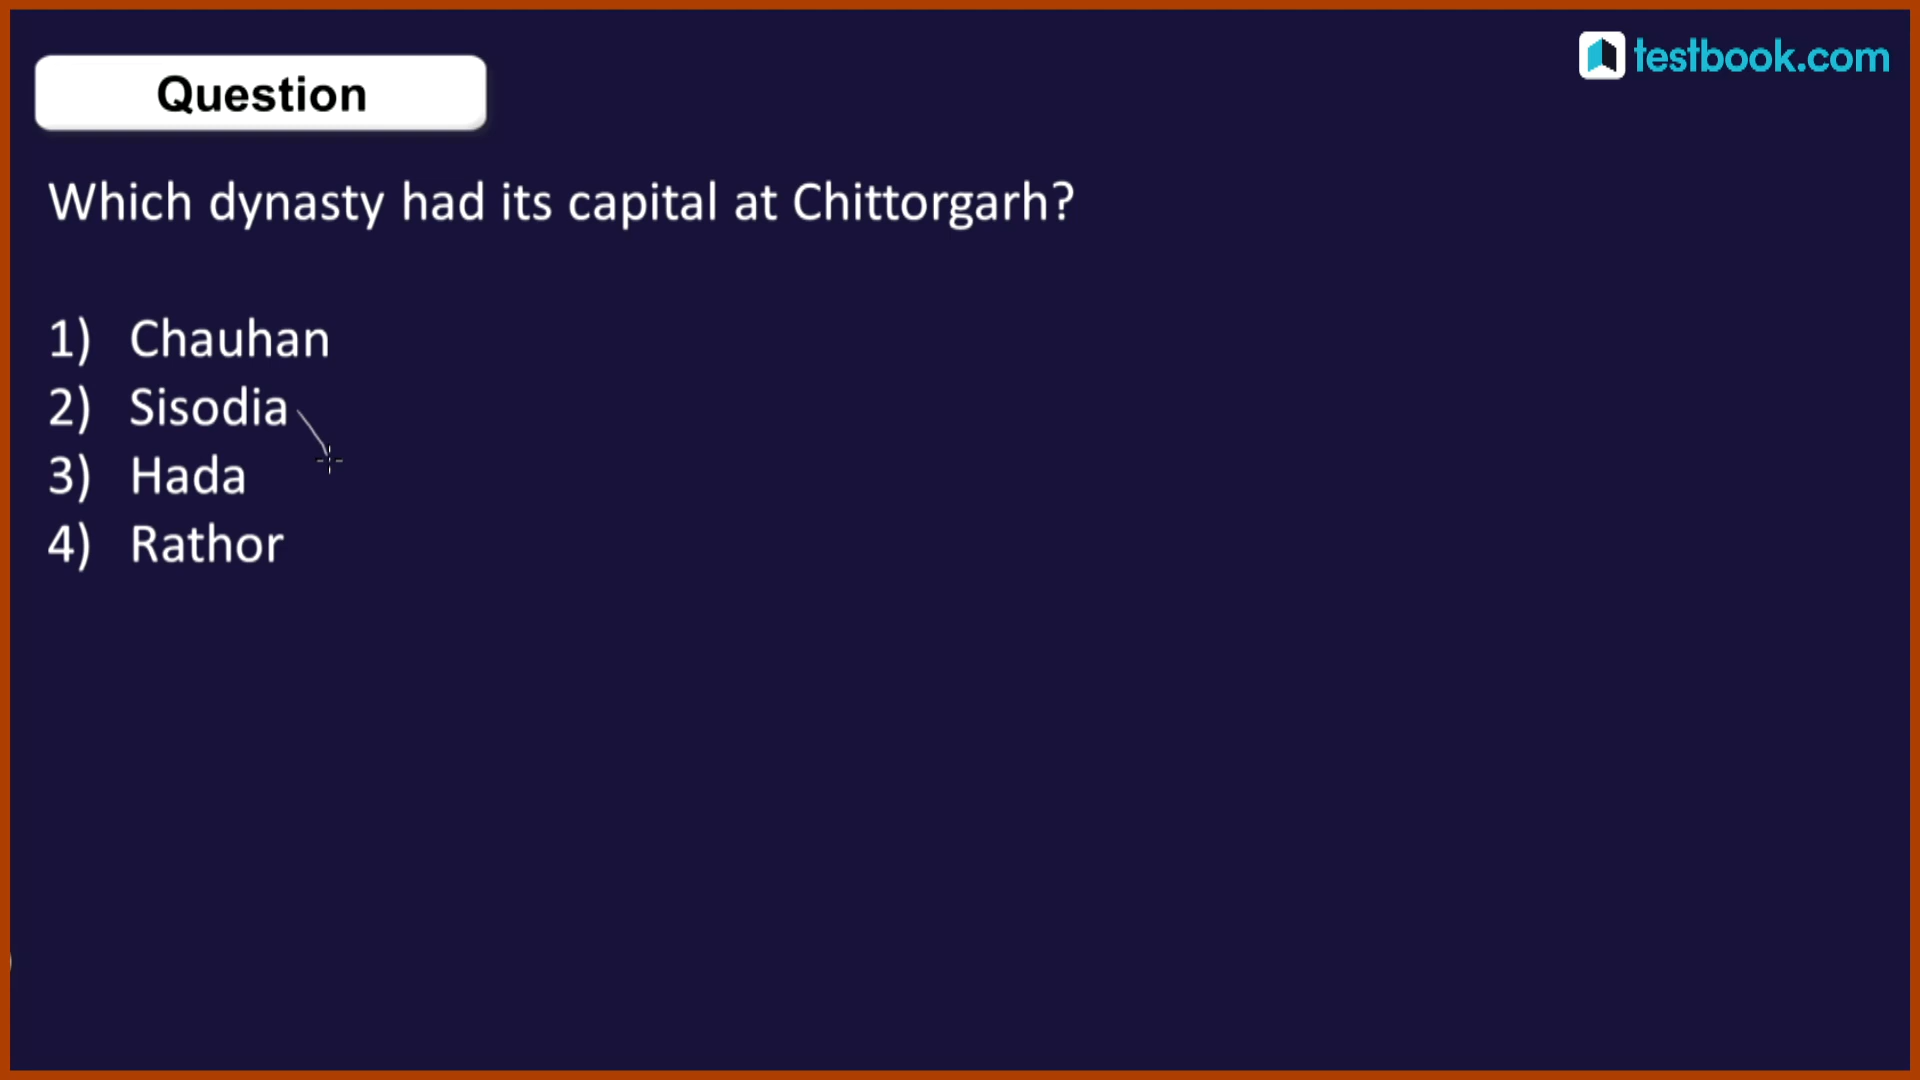 testbook.com
Question
Which dynasty had its capital at Chittorgarh?
1) Chauhan
2) Sisodia
3) Hada
4) Rathor